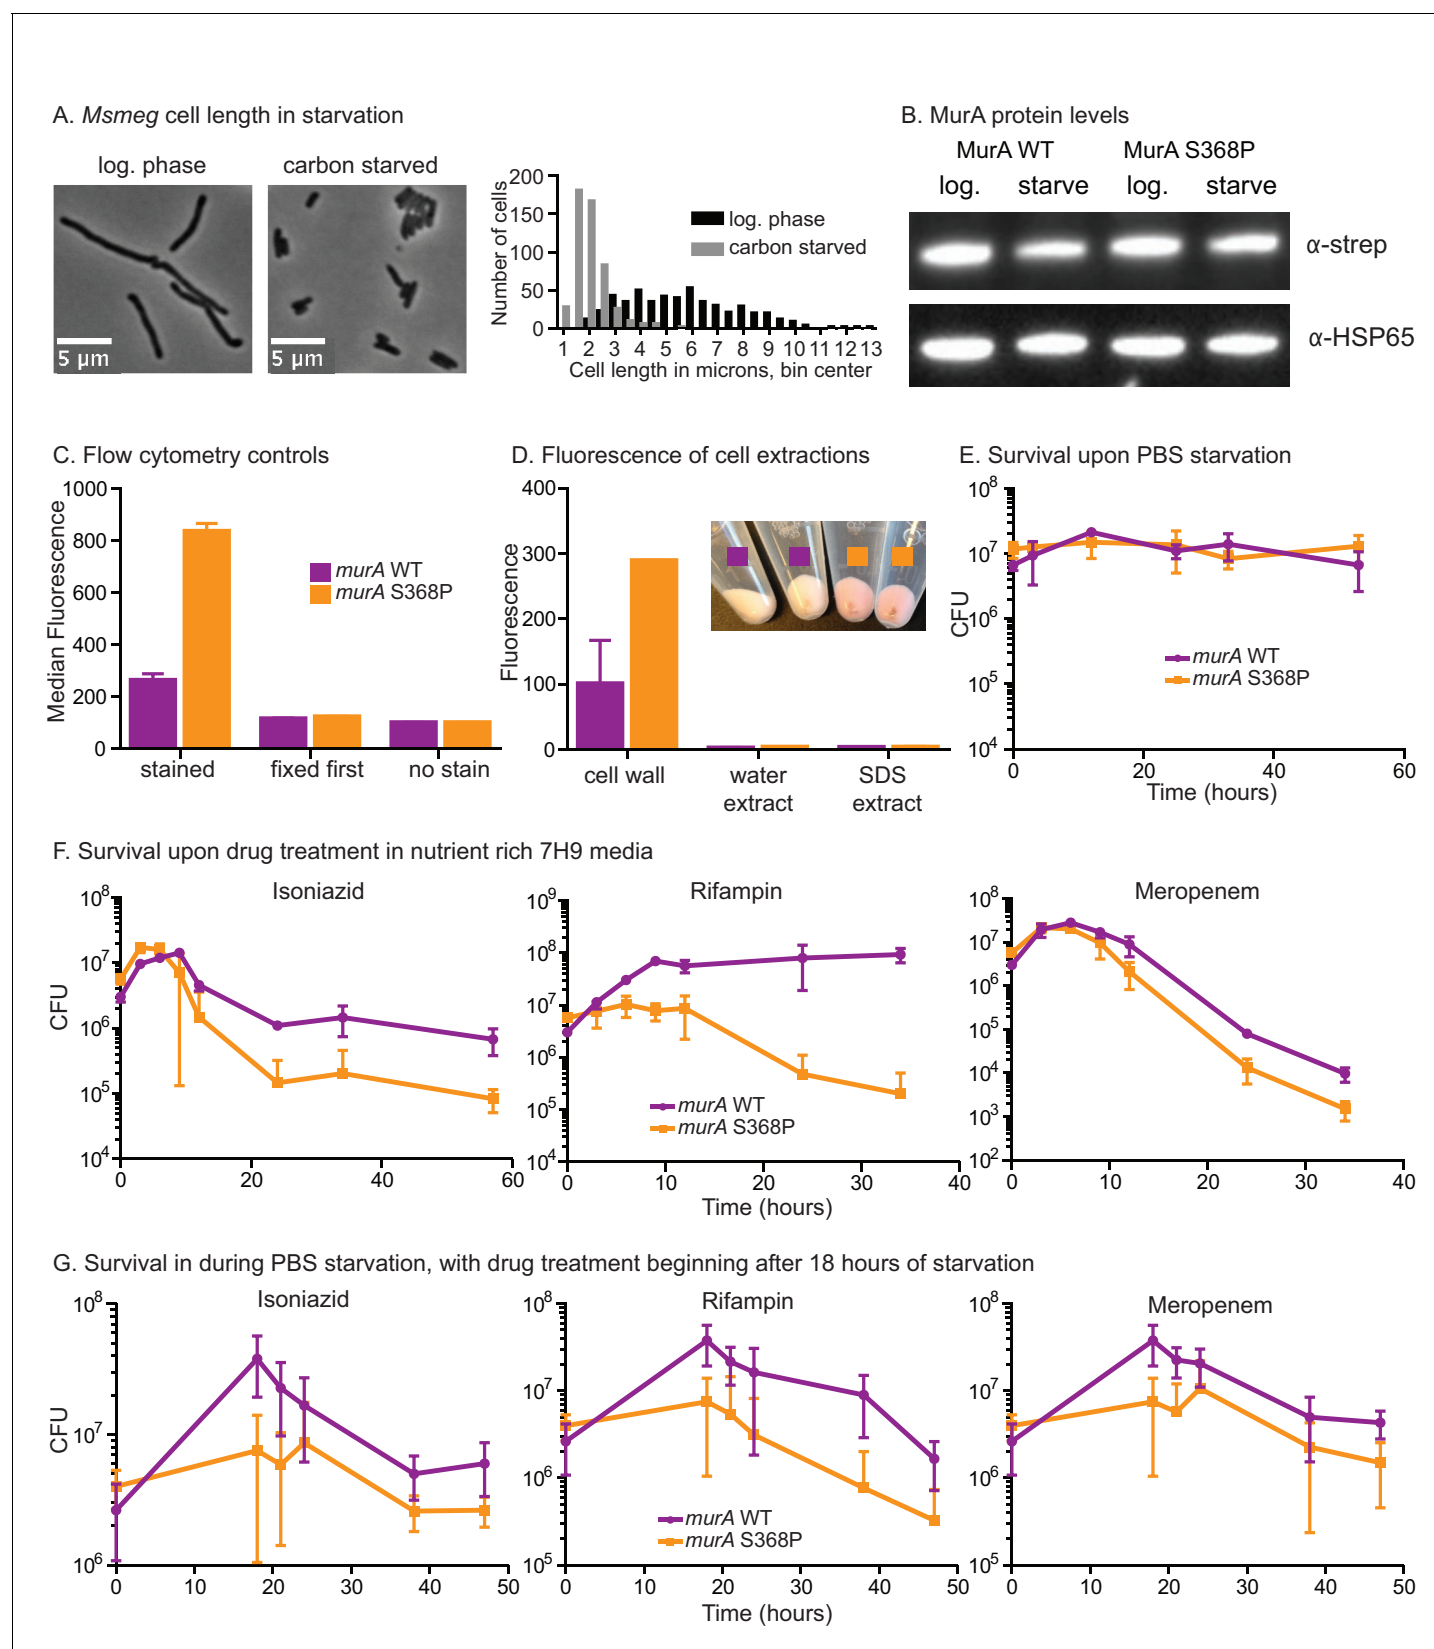 A. Msmeg cell length in starvation
log. phase
carbon starved
5 µm
5 µm
Number of cells
200
150
100
50
0
log. phase
carbon starved
1 2 3 4 5 6 7 8 9 10 11 12 13
Cell length in microns, bin center
B. MurA protein levels
MurA WT MurA S368P
log. starve log. starve
α-strep
α-HSP65
C. Flow cytometry controls
Median Fluorescence
1000
800
600
400
200
0
murA WT
murA S368P
stained fixed first no stain
D. Fluorescence of cell extractions
Fluorescence
400
300
200
100
0
cell wall water extract SDS extract
E. Survival upon PBS starvation
CFU
10^8
10^7
10^6
10^5
10^4
murA WT
murA S368P
0 20 40 60
Time (hours)
F. Survival upon drug treatment in nutrient rich 7H9 media
Isoniazid
CFU
10^8
10^7
10^6
10^5
10^4
0 20 40 60
Rifampin
10^9
10^8
10^7
10^6
10^5
10^4
murA WT
murA S368P
0 10 20 30 40
Time (hours)
Meropenem
10^8
10^7
10^6
10^5
10^4
10^3
10^2
0 10 20 30 40
G. Survival in during PBS starvation, with drug treatment beginning after 18 hours of starvation
Isoniazid
CFU
10^8
10^7
10^6
0 10 20 30 40 50
Rifampin
10^8
10^7
10^6
10^5
murA WT
murA S368P
0 10 20 30 40 50
Time (hours)
Meropenem
10^8
10^7
10^6
10^5
0 10 20 30 40 50